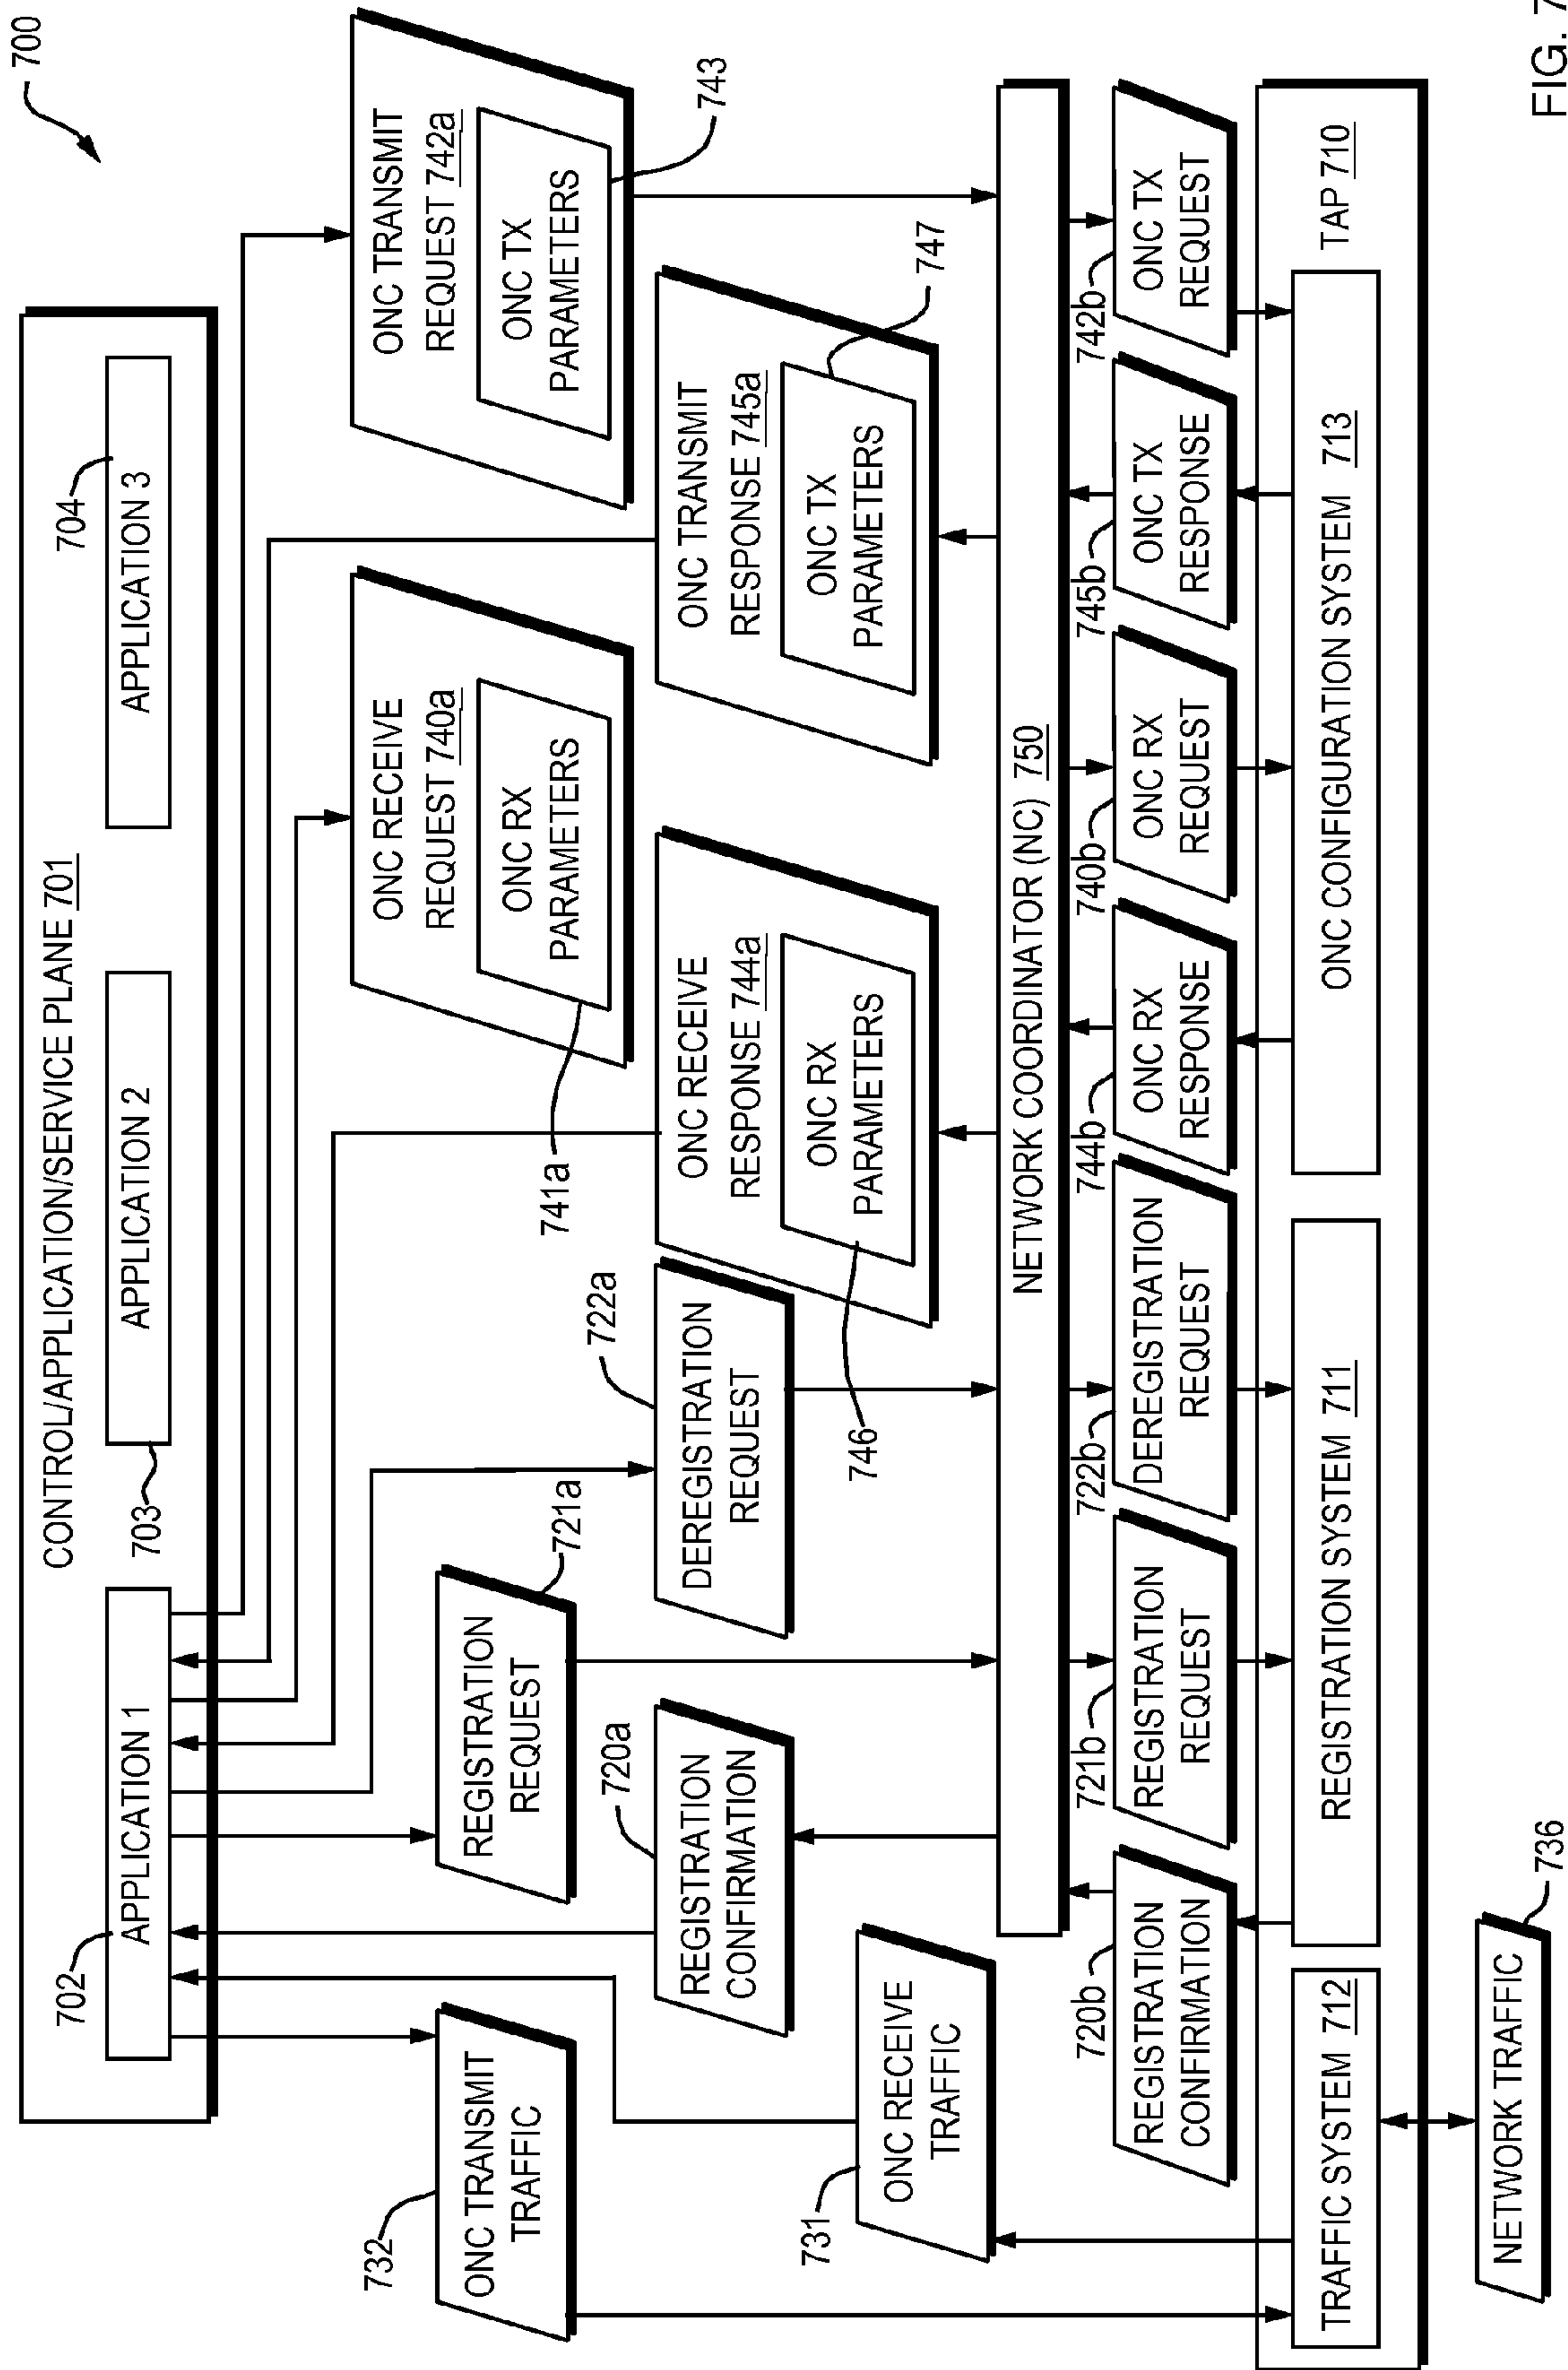 700
CONTROL/APPLICATION/SERVICE PLANE 701
702
APPLICATION 1
703
APPLICATION 2
704
APPLICATION 3
732
ONC TRANSMIT
TRAFFIC
REGISTRATION
REQUEST
721a
ONC RECEIVE
REQUEST 740a
ONC RX
PARAMETERS
741a
ONC TRANSMIT
REQUEST 742a
ONC TX
PARAMETERS
743
720a
REGISTRATION
CONFIRMATION
722a
DEREGISTRATION
REQUEST
ONC RECEIVE
RESPONSE 744a
ONC RX
PARAMETERS
746
ONC TRANSMIT
RESPONSE 745a
ONC TX
PARAMETERS
747
731
ONC RECEIVE
TRAFFIC
NETWORK COORDINATOR (NC) 750
720b
REGISTRATION
CONFIRMATION
721b
REGISTRATION
REQUEST
722b
DEREGISTRATION
REQUEST
744b
ONC RX
RESPONSE
740b
ONC RX
REQUEST
745b
ONC TX
RESPONSE
742b
ONC TX
REQUEST
TAP 710
TRAFFIC SYSTEM 712
REGISTRATION SYSTEM 711
ONC CONFIGURATION SYSTEM 713
NETWORK TRAFFIC
736
FIG. 7